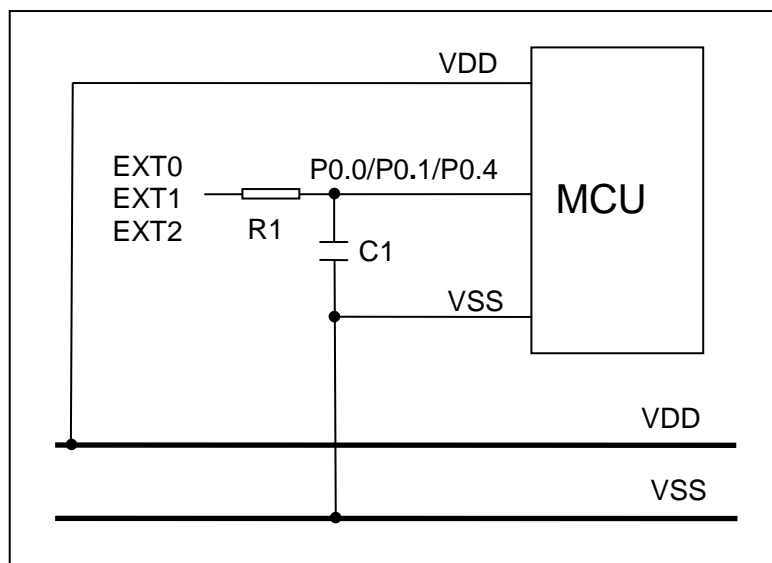 VDD
EXT0
EXT1
EXT2
P0.0/P0.1/P0.4
R1
C1
MCU
VSS
VDD
VSS